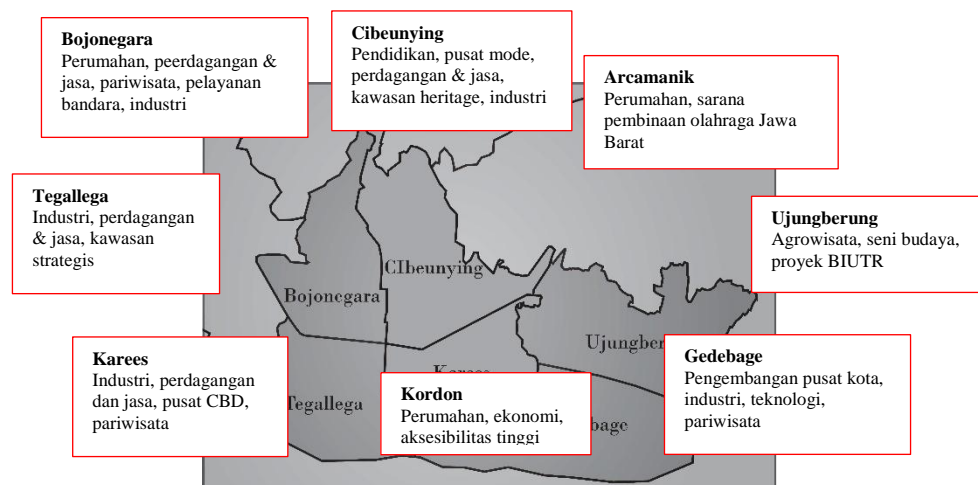 Bojonegara
Perumahan, peerdagangan &
jasa, pariwisata, pelayanan
bandara, industri
Cibeunying
Pendidikan, pusat mode,
perdagangan & jasa,
kawasan heritage, industri
Arcamanik
Perumahan, sarana
pembinaan olahraga Jawa
Barat
Tegallega
Industri, perdagangan
& jasa, kawasan
strategis
Ujungberung
Agrowisata, seni budaya,
proyek BIUTR
CIbeunying
Bojonegara
Ujungber
Karees
Industri, perdagangan
dan jasa, pusat CBD,
pariwisata
Kordon
Perumahan, ekonomi,
aksesibilitas tinggi
Gedebage
Pengembangan pusat kota,
industri, teknologi,
pariwisata
Tegallega
bage